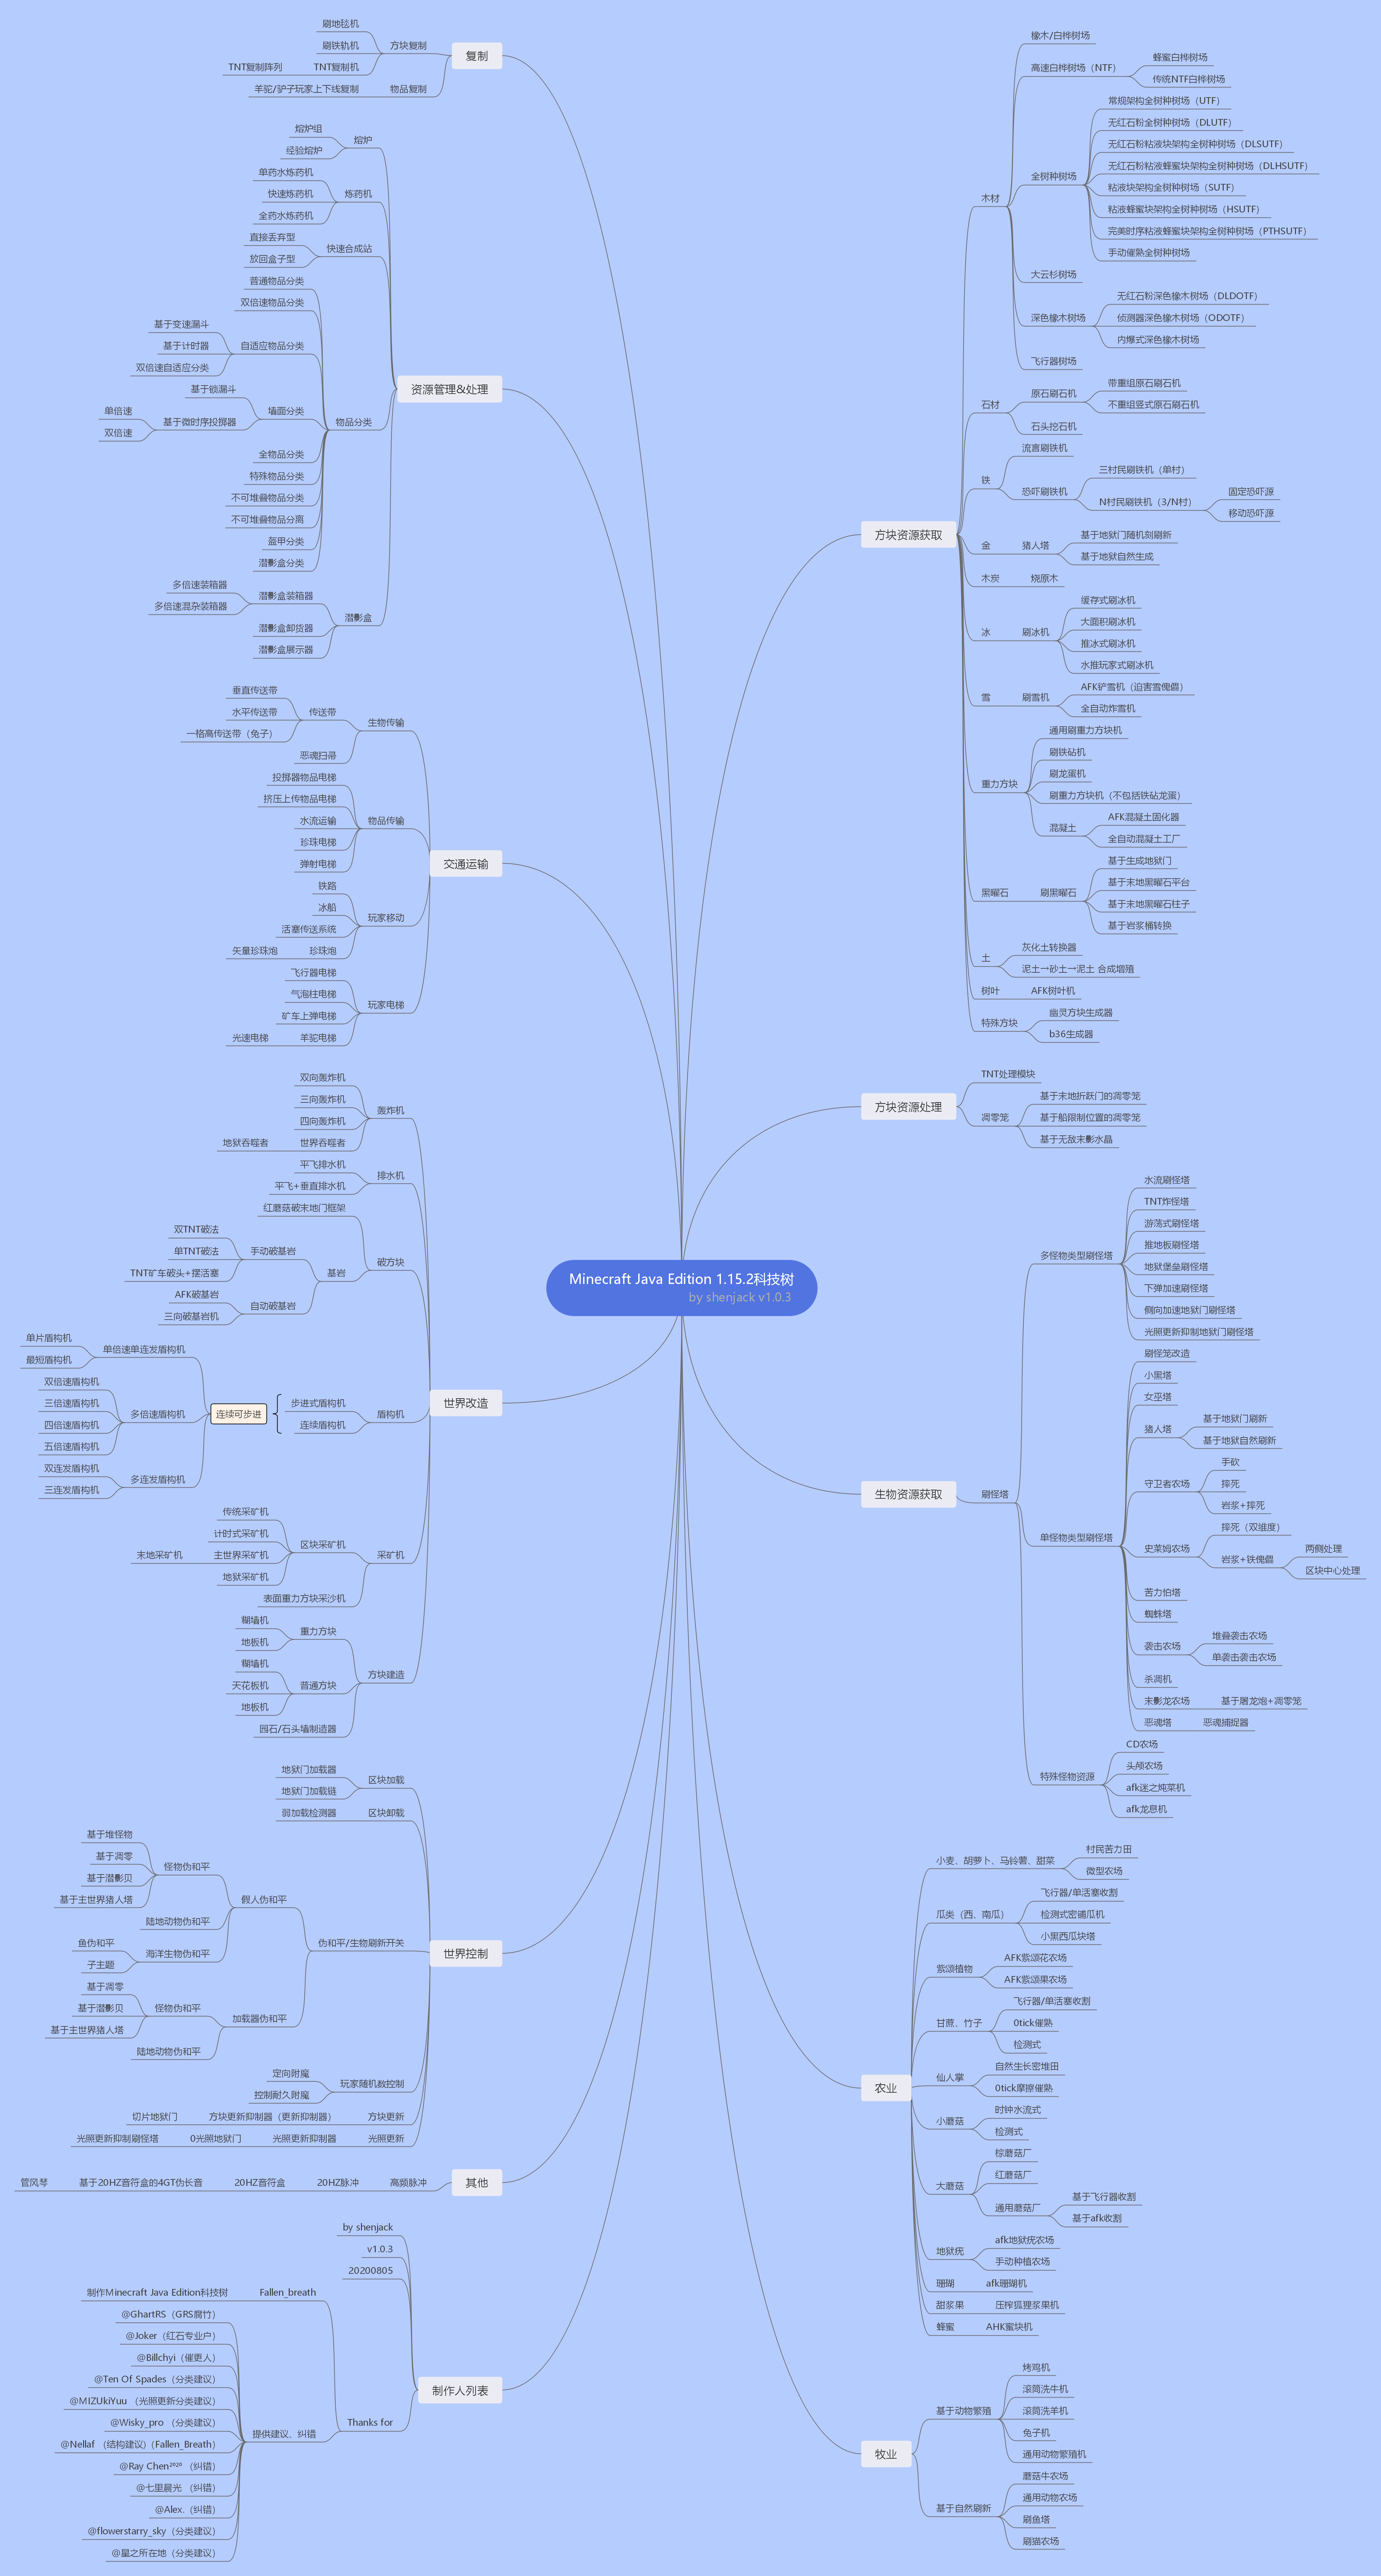 Minecraft Java Edition 1.15.2科技树
by shenjack v1.0.3
复制
方块复制
刷地毯机
刷铁轨机
TNT复制机
TNT复制阵列
物品复制
羊驼/驴子玩家上下线复制
资源管理&处理
熔炉
熔炉组
经验熔炉
炼药机
单药水炼药机
快速炼药机
全药水炼药机
快速合成站
直接丢弃型
放回盒子型
物品分类
普通物品分类
双倍速物品分类
自适应物品分类
基于变速漏斗
基于计时器
双倍速自适应分类
墙面分类
基于锁漏斗
基于微时序投掷器
单倍速
双倍速
全物品分类
特殊物品分类
不可堆叠物品分类
不可堆叠物品分离
盔甲分类
潜影盒分类
潜影盒
潜影盒装箱器
多倍速装箱器
多倍速混杂装箱器
潜影盒卸货器
潜影盒展示器
交通运输
生物传输
传送带
垂直传送带
水平传送带
一格高传送带（兔子）
恶魂扫帚
物品传输
投掷器物品电梯
挤压上传物品电梯
水流运输
珍珠电梯
弹射电梯
玩家移动
铁路
冰船
活塞传送系统
珍珠炮
矢量珍珠炮
玩家电梯
飞行器电梯
气泡柱电梯
矿车上弹电梯
羊驼电梯
光速电梯
世界改造
轰炸机
双向轰炸机
三向轰炸机
四向轰炸机
世界吞噬者
地狱吞噬者
排水机
平飞排水机
平飞+垂直排水机
破方块
红磨菇破末地门框架
基岩
手动破基岩
双TNT破法
单TNT破法
TNT矿车破头+摆活塞
自动破基岩
AFK破基岩
三向破基岩机
盾构机
步进式盾构机
连续盾构机
连续可步进
单倍速单连发盾构机
单片盾构机
最短盾构机
多倍速盾构机
双倍速盾构机
三倍速盾构机
四倍速盾构机
五倍速盾构机
多连发盾构机
双连发盾构机
三连发盾构机
采矿机
区块采矿机
传统采矿机
计时式采矿机
主世界采矿机
末地采矿机
地狱采矿机
表面重力方块采沙机
方块建造
重力方块
糊墙机
地板机
普通方块
糊墙机
天花板机
地板机
园石/石头墙制造器
世界控制
区块加载
地狱门加载器
地狱门加载链
区块卸载
弱加载检测器
伪和平/生物刷新开关
假人伪和平
怪物伪和平
基于堆怪物
基于凋零
基于潜影贝
基于主世界猪人塔
陆地动物伪和平
海洋生物伪和平
鱼伪和平
子主题
加载器伪和平
怪物伪和平
基于凋零
基于潜影贝
基于主世界猪人塔
陆地动物伪和平
玩家随机数控制
定向附魔
控制耐久附魔
方块更新
方块更新抑制器（更新抑制器）
切片地狱门
光照更新
光照更新抑制器
0光照地狱门
光照更新抑制刷怪塔
其他
高频脉冲
20HZ脉冲
20HZ音符盒
基于20HZ音符盒的4GT伪长音
管风琴
制作人列表
by shenjack
v1.0.3
20200805
Thanks for
Fallen_breath
制作Minecraft Java Edition科技树
提供建议、纠错
@GhartRS（GRS腐竹）
@Joker（红石专业户）
@Billchyi（催更人）
@Ten Of Spades（分类建议）
@MIZUkiYuu （光照更新分类建议）
@Wisky_pro （分类建议）
@Nellaf （结构建议）（Fallen_Breath）
@Ray Chen²⁰²⁰ （纠错）
@七里晨光 （纠错）
@Alex.（纠错）
@flowerstarry_sky（分类建议）
@星之所在地（分类建议）
方块资源获取
木材
橡木/白桦树场
高速白桦树场（NTF）
蜂蜜白桦树场
传统NTF白桦树场
全树种树场
常规架构全树种树场（UTF）
无红石粉全树种树场（DLUTF）
无红石粉粘液块架构全树种树场（DLSUTF）
无红石粉粘液蜂蜜块架构全树种树场（DLHSUTF）
粘液块架构全树种树场（SUTF）
粘液蜂蜜块架构全树种树场（HSUTF）
完美时序粘液蜂蜜块架构全树种树场（PTHSUTF）
手动催熟全树种树场
大云杉树场
深色橡木树场
无红石粉深色橡木树场（DLDOTF）
侦测器深色橡木树场（ODOTF）
内爆式深色橡木树场
飞行器树场
石材
原石刷石机
带重组原石刷石机
不重组竖式原石刷石机
石头挖石机
铁
流言刷铁机
恐吓刷铁机
三村民刷铁机（单村）
N村民刷铁机（3/N村）
固定恐吓源
移动恐吓源
金
猪人塔
基于地狱门随机刻刷新
基于地狱自然生成
木炭
烧原木
冰
刷冰机
缓存式刷冰机
大面积刷冰机
推冰式刷冰机
水推玩家式刷冰机
雪
刷雪机
AFK铲雪机（迫害雪傀儡）
全自动炸雪机
重力方块
通用刷重力方块机
刷铁砧机
刷龙蛋机
刷重力方块机（不包括铁砧龙蛋）
混凝土
AFK混凝土固化器
全自动混凝土工厂
黑曜石
刷黑曜石
基于生成地狱门
基于末地黑曜石平台
基于末地黑曜石柱子
基于岩浆桶转换
土
灰化土转换器
泥土→砂土→泥土 合成增殖
树叶
AFK树叶机
特殊方块
幽灵方块生成器
b36生成器
方块资源处理
TNT处理模块
凋零笼
基于末地折跃门的凋零笼
基于船限制位置的凋零笼
基于无敌末影水晶
生物资源获取
刷怪塔
多怪物类型刷怪塔
水流刷怪塔
TNT炸怪塔
游荡式刷怪塔
推地板刷怪塔
地狱堡垒刷怪塔
下弹加速刷怪塔
侧向加速地狱门刷怪塔
光照更新抑制地狱门刷怪塔
单怪物类型刷怪塔
刷怪笼改造
小黑塔
女巫塔
猪人塔
基于地狱门刷新
基于地狱自然刷新
守卫者农场
手砍
摔死
岩浆+摔死
史莱姆农场
摔死（双维度）
岩浆+铁傀儡
两侧处理
区块中心处理
苦力怕塔
蜘蛛塔
袭击农场
堆叠袭击农场
单袭击袭击农场
杀凋机
末影龙农场
基于屠龙炮+凋零笼
恶魂塔
恶魂捕捉器
特殊怪物资源
CD农场
头颅农场
afk迷之炖菜机
afk龙息机
农业
小麦、胡萝卜、马铃薯、甜菜
村民苦力田
微型农场
瓜类（西、南瓜）
飞行器/单活塞收割
检测式密铺瓜机
小黑西瓜块塔
紫颂植物
AFK紫颂花农场
AFK紫颂果农场
甘蔗、竹子
飞行器/单活塞收割
0tick催熟
检测式
仙人掌
自然生长密堆田
0tick摩擦催熟
小蘑菇
时钟水流式
检测式
大蘑菇
棕蘑菇厂
红蘑菇厂
通用蘑菇厂
基于飞行器收割
基于afk收割
地狱疣
afk地狱疣农场
手动种植农场
珊瑚
afk珊瑚机
甜浆果
压榨狐狸浆果机
蜂蜜
AHK蜜块机
牧业
基于动物繁殖
烤鸡机
滚筒洗牛机
滚筒洗羊机
兔子机
通用动物繁殖机
基于自然刷新
磨菇牛农场
通用动物农场
刷鱼塔
刷猫农场